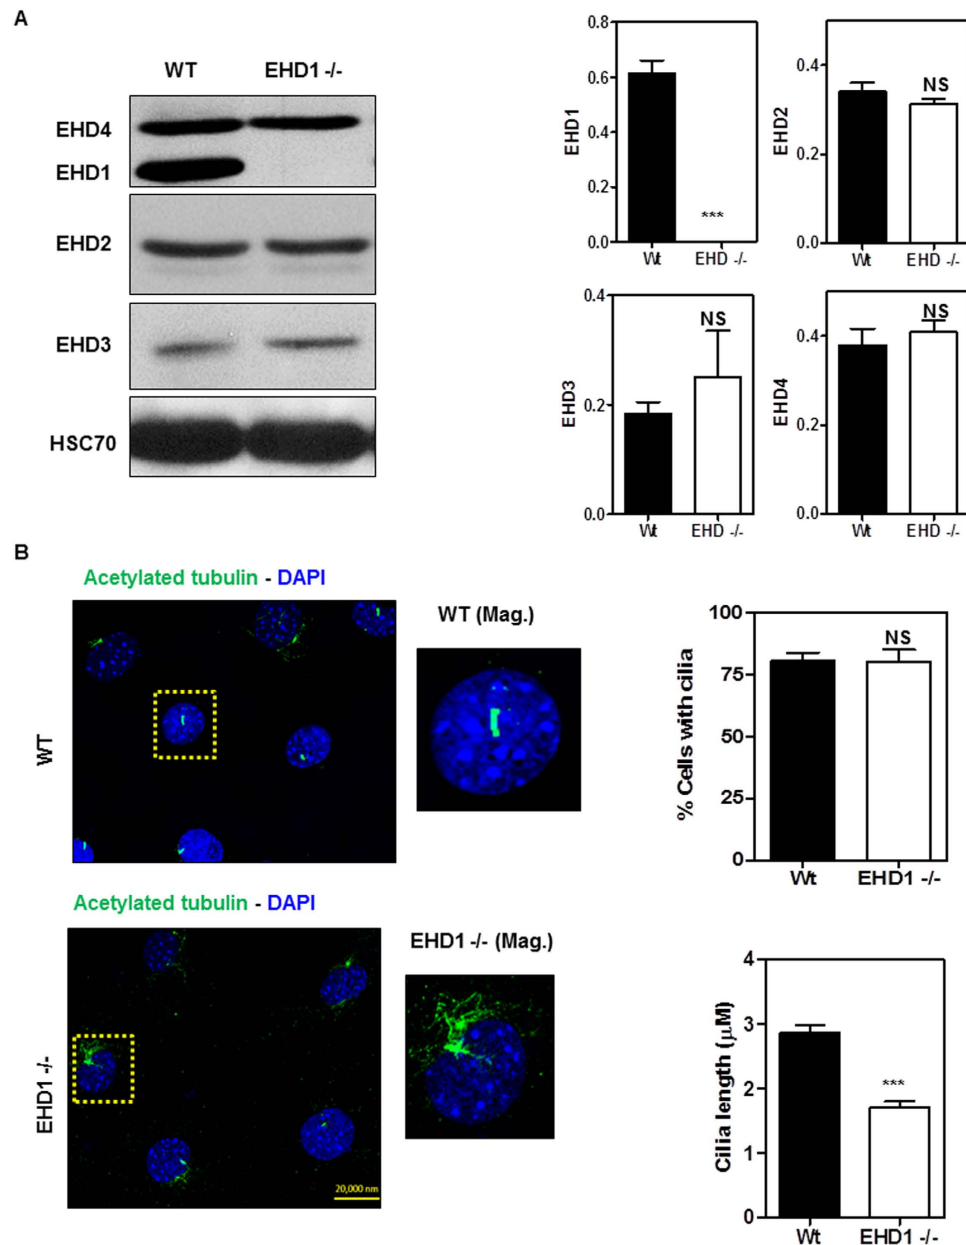 A
WT EHD1 -/-
EHD4
EHD1
EHD2
EHD3
HSC70
EHD1
0.8
0.6
0.4
0.2
0.0
***
Wt EHD -/-
EHD2
0.4
0.2
0.0
NS
Wt EHD -/-
EHD3
0.4
0.2
0.0
NS
Wt EHD -/-
EHD4
0.4
0.2
0.0
NS
Wt EHD -/-
B
Acetylated tubulin - DAPI
WT
WT (Mag.)
% Cells with cilia
100
75
50
25
0
NS
Wt EHD1 -/-
Acetylated tubulin - DAPI
EHD1 -/-
20,000 nm
EHD1 -/- (Mag.)
Cilia length (µM)
4
3
2
1
0
***
Wt EHD1 -/-